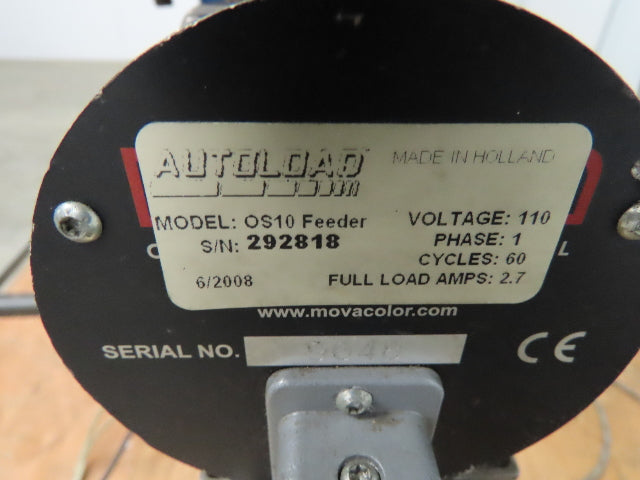 AUTOLOAD MADE IN HOLLAND
MODEL: OS10 Feeder VOLTAGE: 110
S/N: 292818 PHASE: 1
CYCLES: 60
6/2008 FULL LOAD AMPS: 2.7
www.movacolor.com
SERIAL NO. CE